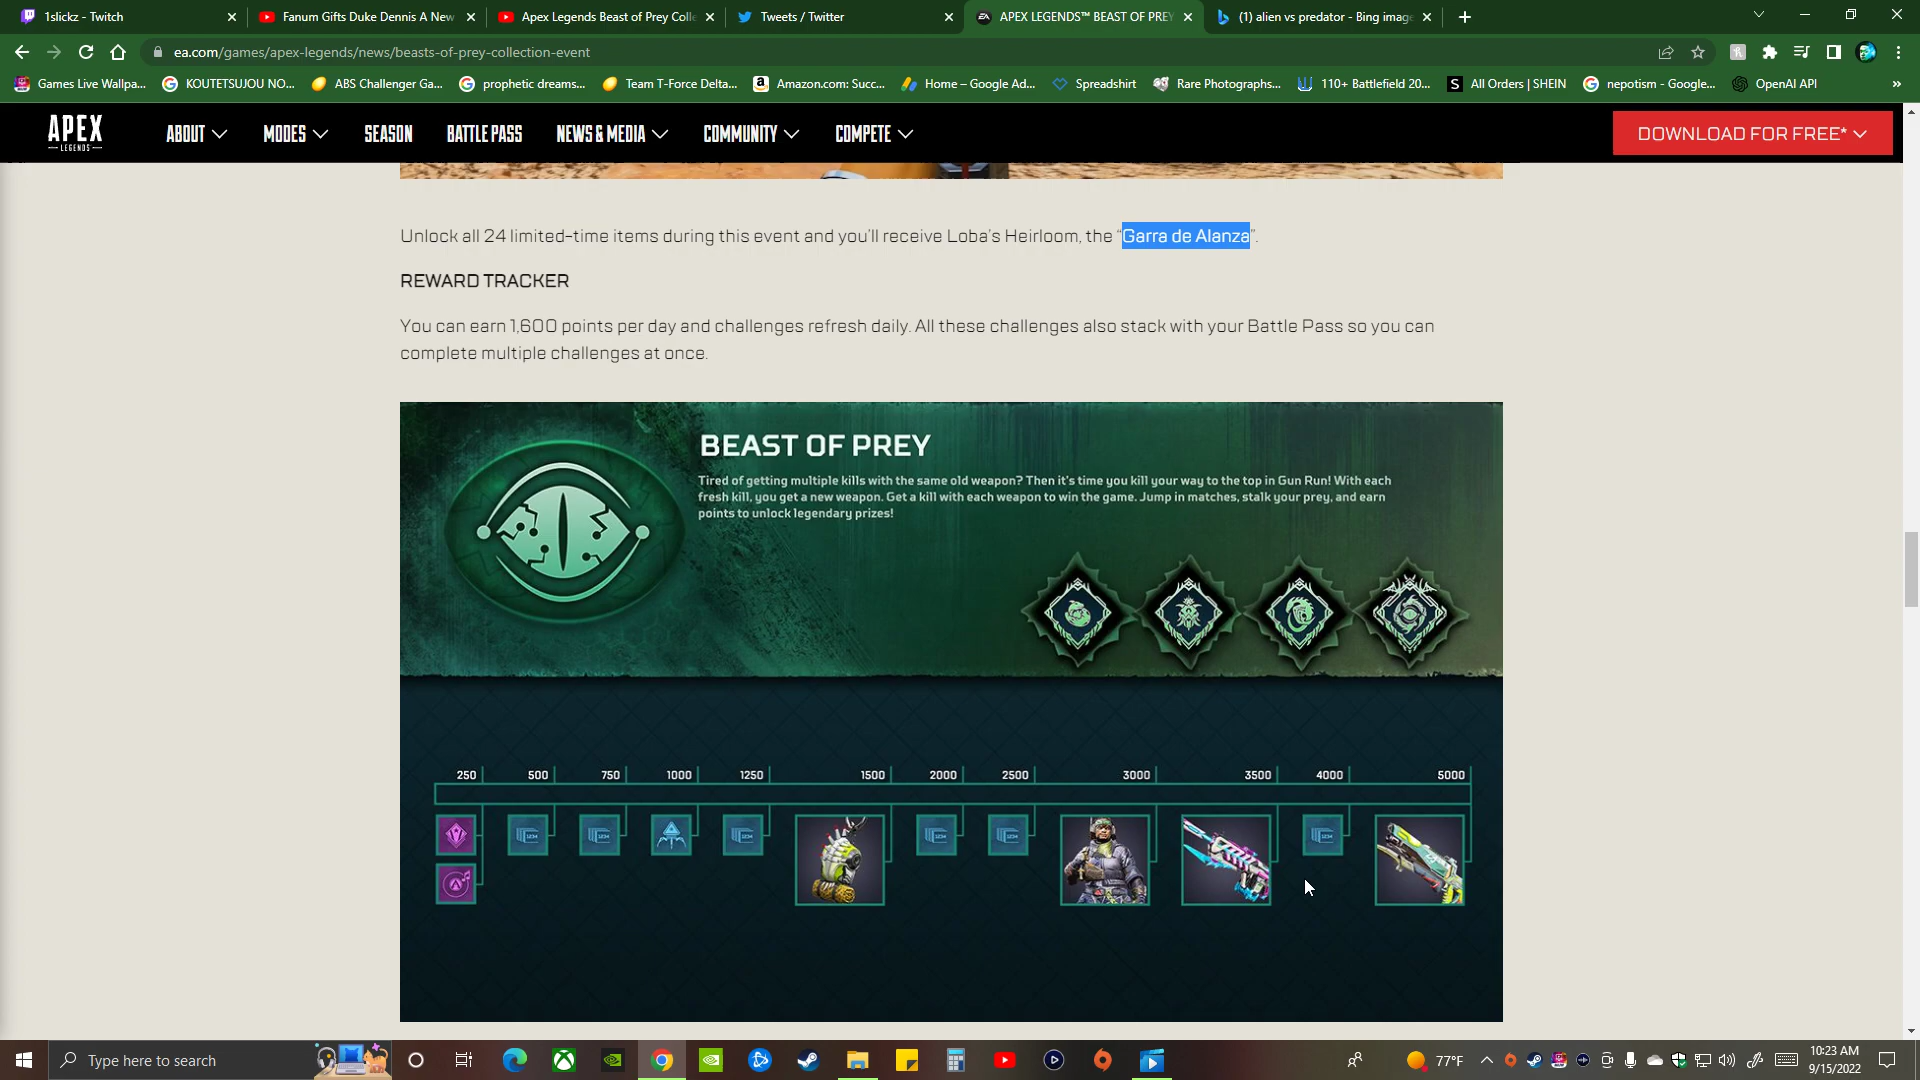 1slickz - Twitch
Fanum Gifts Duke Dennis A New
Apex Legends Beast of Prey Colle
Tweets / Twitter
APEX LEGENDS™ BEAST OF PREY
(1) alien vs predator - Bing image
ea.com/games/apex-legends/news/beasts-of-prey-collection-event
Games Live Wallpa...
KOUTETSUJOU NO...
ABS Challenger Ga...
prophetic dreams...
Team T-Force Delta...
Amazon.com: Succ...
Home – Google Ad...
Spreadshirt
Rare Photographs...
110+ Battlefield 20...
All Orders | SHEIN
nepotism - Google...
OpenAI API
»
APEX
LEGENDS
ABOUT
MODES
SEASON
BATTLE PASS
NEWS & MEDIA
COMMUNITY
COMPETE
DOWNLOAD FOR FREE*
Unlock all 24 limited-time items during this event and you'll receive Loba's Heirloom, the “Garra de Alanza”.
REWARD TRACKER
You can earn 1,600 points per day and challenges refresh daily. All these challenges also stack with your Battle Pass so you can
complete multiple challenges at once.
BEAST OF PREY
Tired of getting multiple kills with the same old weapon? Then it's time you kill your way to the top in Gun Run! With each
fresh kill, you get a new weapon. Get a kill with each weapon to win the game. Jump in matches, stalk your prey, and earn
points to unlock legendary prizes!
250 500 750 1000 1250 1500 2000 2500 3000 3500 4000 5000
1234 1234 1234 1234 1234 1234
Type here to search
77°F
10:23 AM
9/15/2022